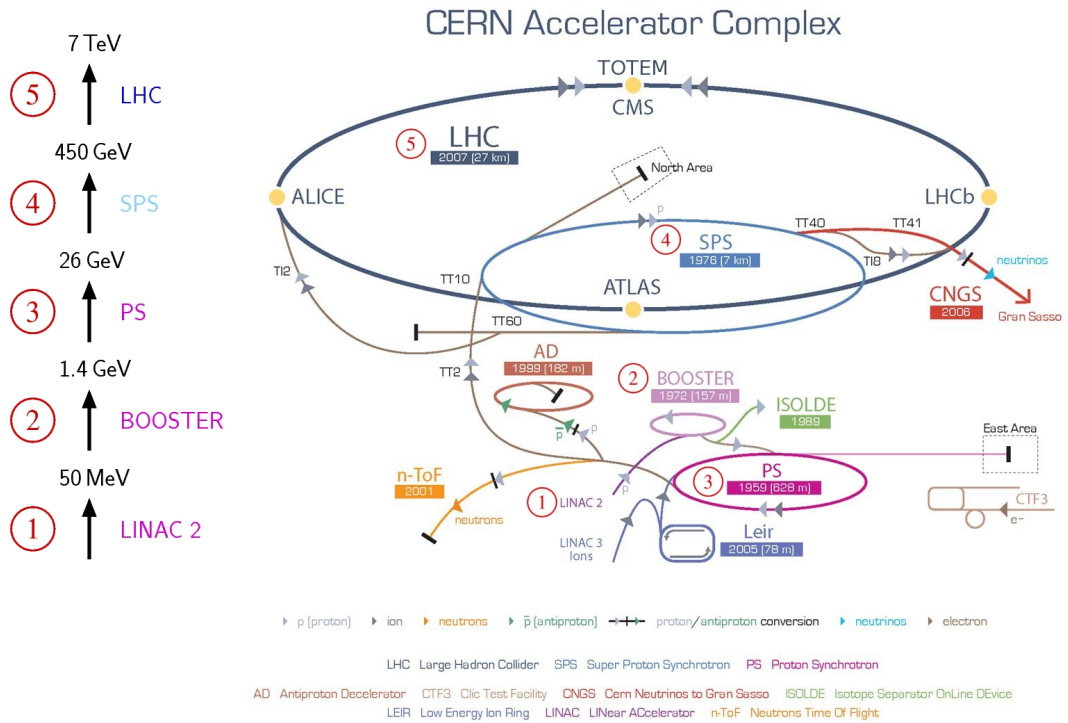 CERN Accelerator Complex
7 TeV
5 LHC
450 GeV
4 SPS
26 GeV
3 PS
1.4 GeV
2 BOOSTER
50 MeV
1 LINAC 2
TOTEM
CMS
5 LHC
2007 (27 km)
North Area
ALICE
LHCb
p
4 SPS
1976 (7 km)
TT40
TT41
TI8
TI2
TT10
ATLAS
neutrinos
CNGS
2006
Gran Sasso
TT60
AD
1999 (182 m)
TT2
2 BOOSTER
1972 (157 m)
ISOLDE
1989
p
p̅
East Area
n-ToF
2001
neutrons
1 LINAC 2
p
3 PS
1959 (628 m)
CTF3
e-
LINAC 3
Ions
Leir
2005 (78 m)
p (proton) ion neutrons p̅ (antiproton) proton/antiproton conversion neutrinos electron
LHC Large Hadron Collider SPS Super Proton Synchrotron PS Proton Synchrotron
AD Antiproton Decelerator CTF3 Clic Test Facility CNGS Cern Neutrinos to Gran Sasso ISOLDE Isotope Separator OnLine DEvice
LEIR Low Energy Ion Ring LINAC LINear ACcelerator n-ToF Neutrons Time Of Flight